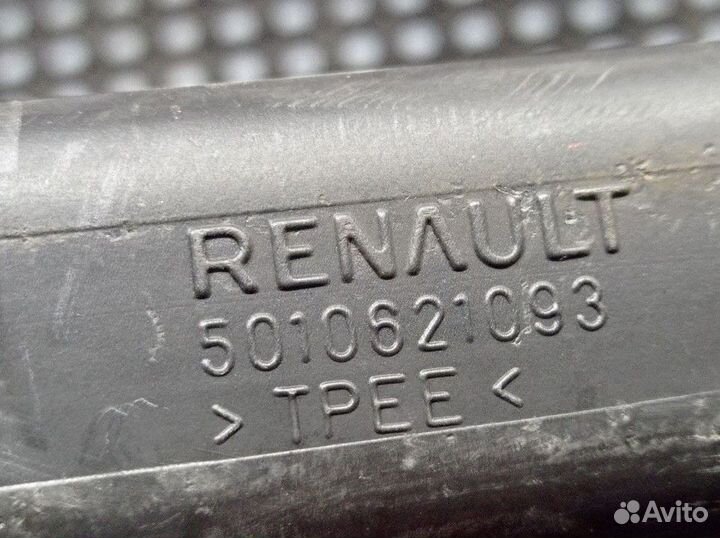 RENAULT
5010621093
> TPEE <
Avito